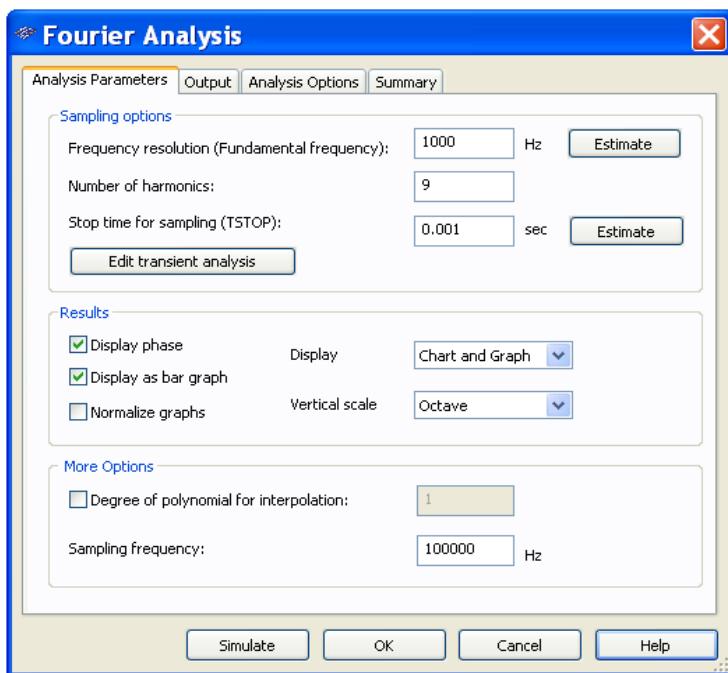 Fourier Analysis
Analysis Parameters Output Analysis Options Summary
Sampling options
Frequency resolution (Fundamental frequency): 1000 Hz Estimate
Number of harmonics: 9
Stop time for sampling (TSTOP): 0.001 sec Estimate
Edit transient analysis
Results
Display phase Display Chart and Graph
Display as bar graph
Normalize graphs Vertical scale Octave
More Options
Degree of polynomial for interpolation: 1
Sampling frequency: 100000 Hz
Simulate OK Cancel Help